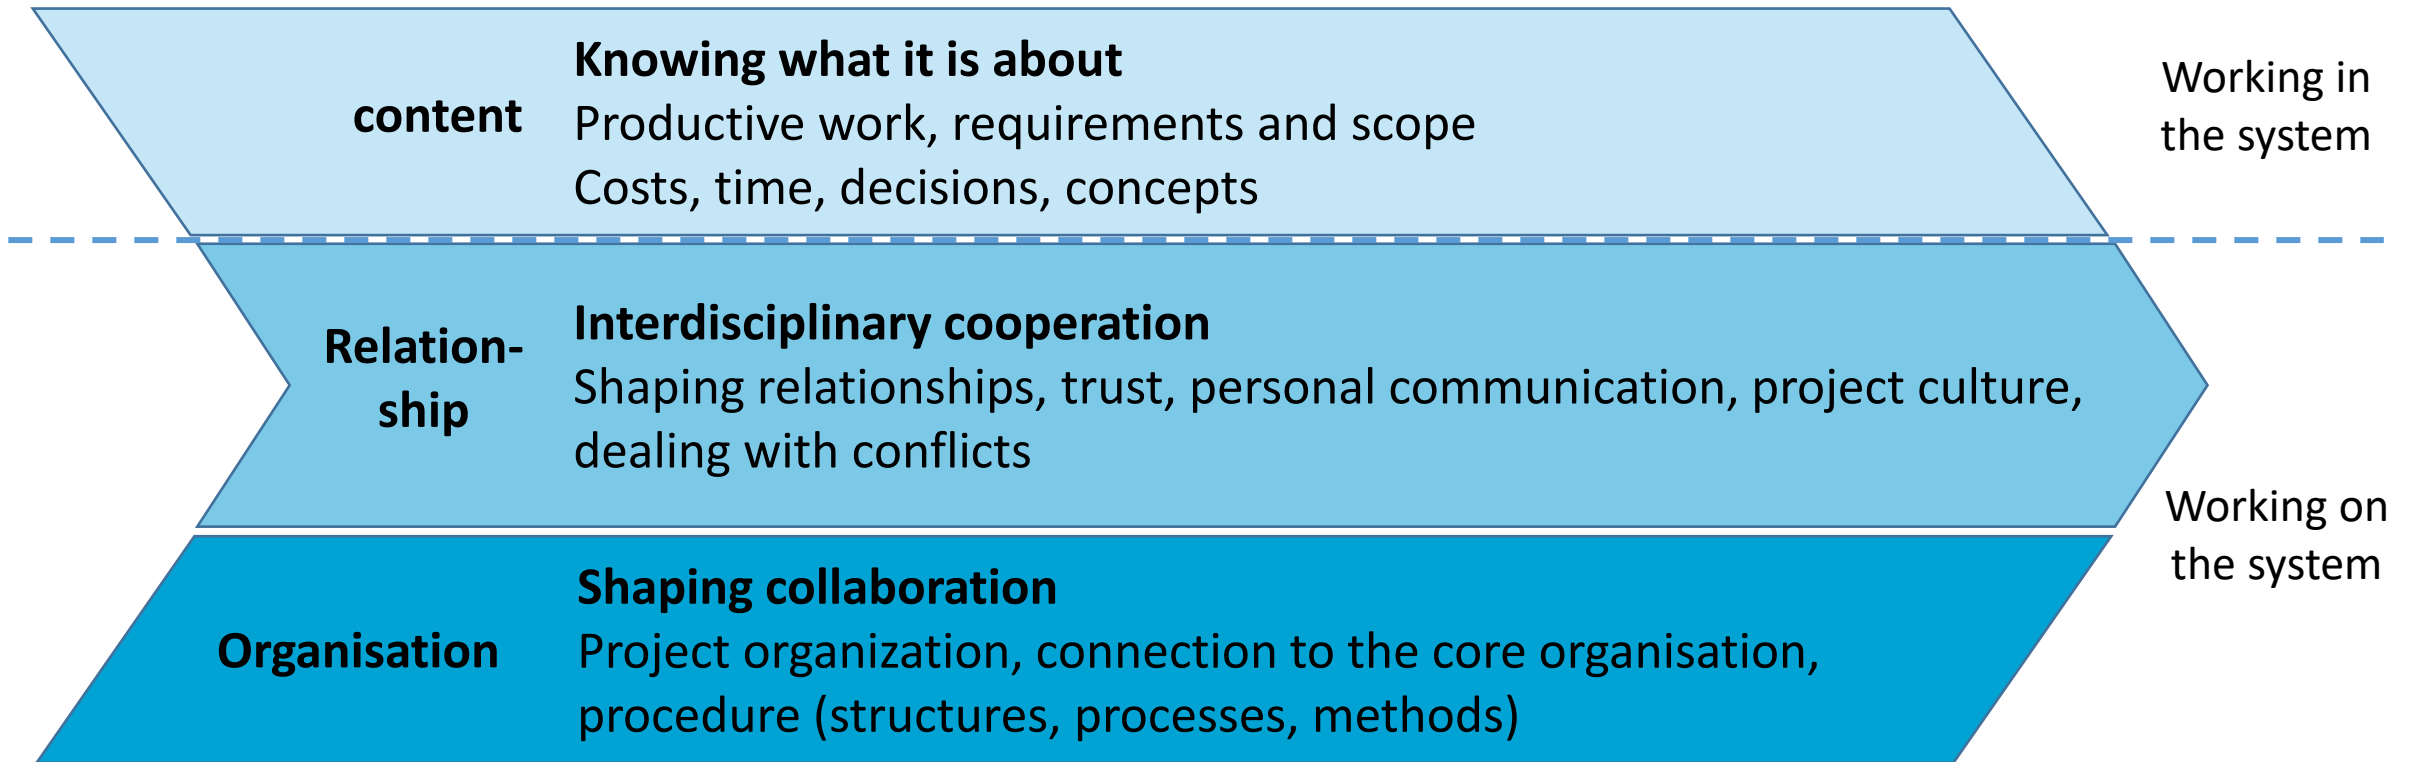 content
Knowing what it is about
Productive work, requirements and scope
Costs, time, decisions, concepts
Working in
the system
Relation-
ship
Interdisciplinary cooperation
Shaping relationships, trust, personal communication, project culture,
dealing with conflicts
Working on
the system
Organisation
Shaping collaboration
Project organization, connection to the core organisation,
procedure (structures, processes, methods)